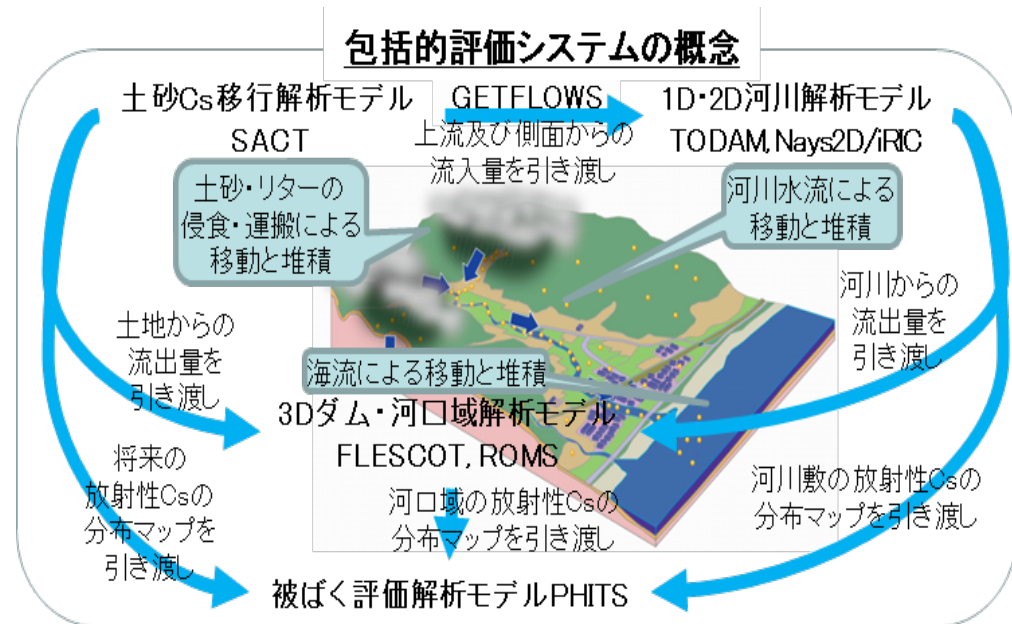 包括的評価システムの概念
土砂Cs移行解析モデル
SACT
GETFLOWS
上流及び側面からの
流入量を引き渡し
1D・2D河川解析モデル
TODAM,Nays2D/iRIC
土砂・リターの
侵食・運搬による
移動と堆積
河川水流による
移動と堆積
土地からの
流出量を
引き渡し
河川からの
流出量を
引き渡し
海流による移動と堆積
3Dダム・河口域解析モデル
FLESCOT, ROMS
将来の
放射性Csの
分布マップを
引き渡し
河口域の放射性Csの
分布マップを引き渡し
河川敷の放射性Csの
分布マップを引き渡し
被ばく評価解析モデルPHITS